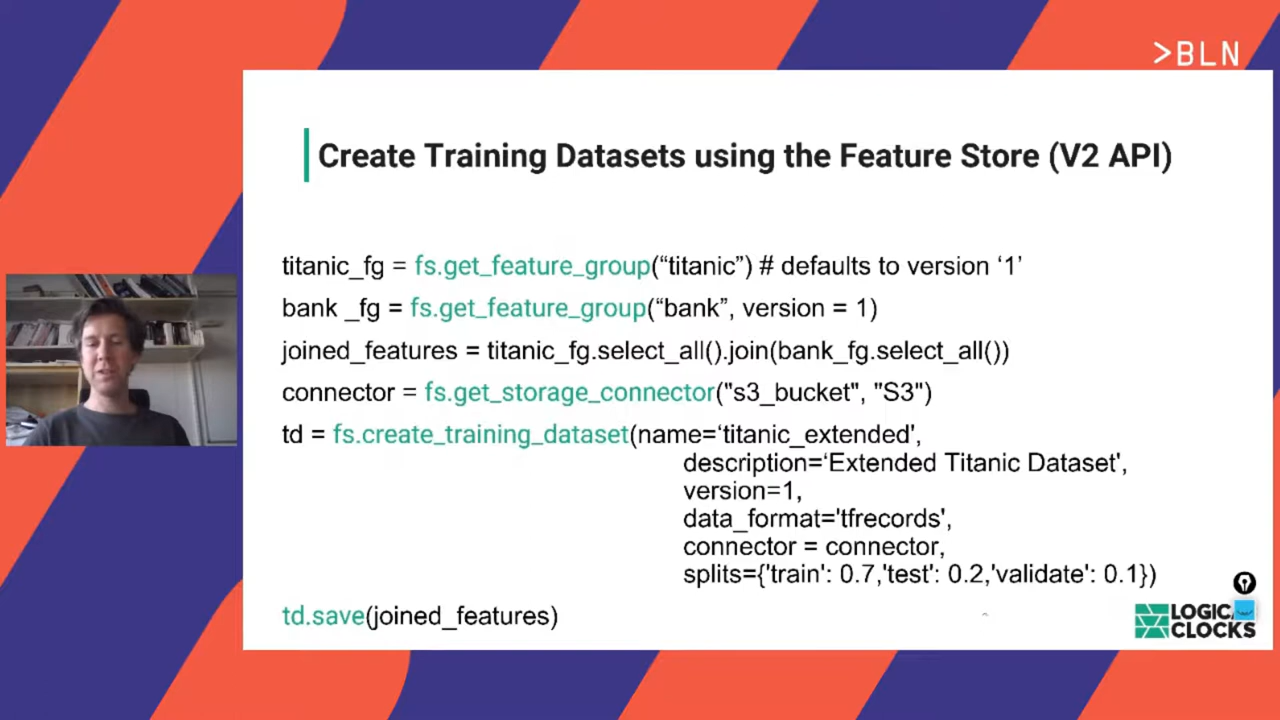 >BLN
Create Training Datasets using the Feature Store (V2 API)
titanic_fg = fs.get_feature_group(“titanic”) # defaults to version ‘1’
bank _fg = fs.get_feature_group(“bank”, version = 1)
joined_features = titanic_fg.select_all().join(bank_fg.select_all())
connector = fs.get_storage_connector("s3_bucket", "S3")
td = fs.create_training_dataset(name=‘titanic_extended',
description=‘Extended Titanic Dataset',
version=1,
data_format='tfrecords',
connector = connector,
splits={'train': 0.7,'test': 0.2,'validate': 0.1})
td.save(joined_features)
LOGICAL
CLOCKS